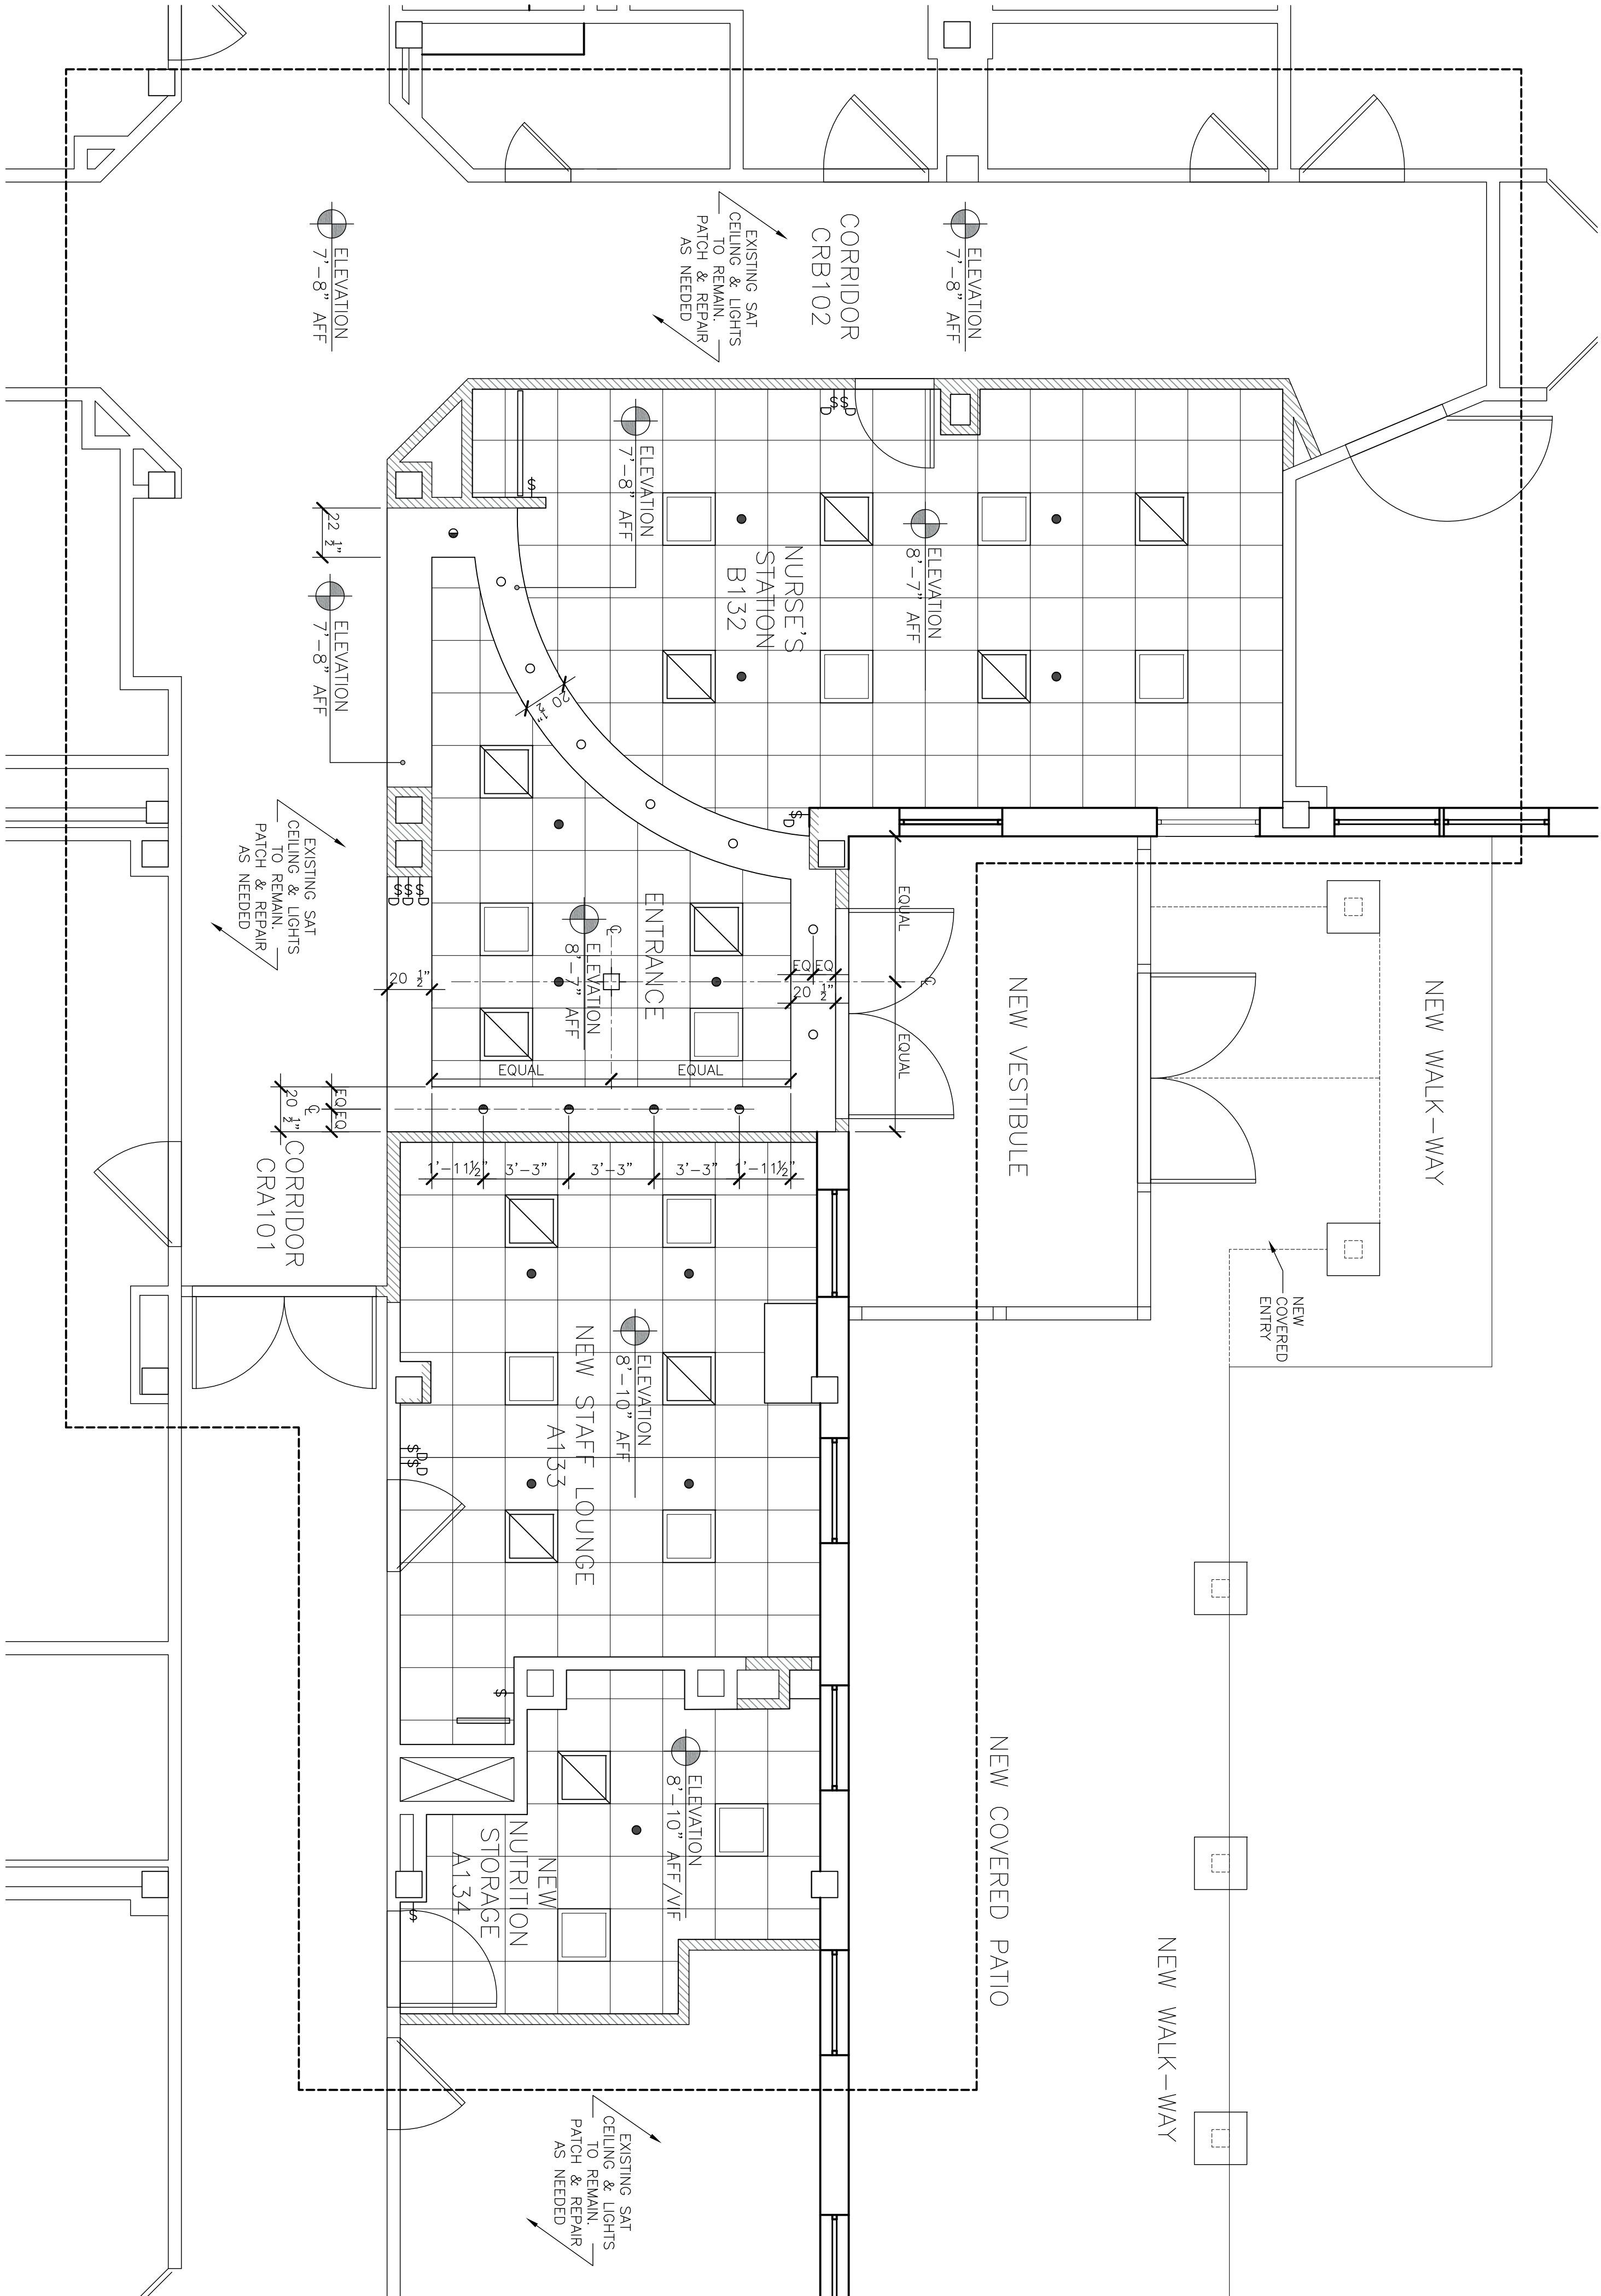 ELEVATION
7'-8" AFF
EXISTING SAT
CEILING & LIGHTS
TO REMAIN.
PATCH & REPAIR
AS NEEDED
CORRIDOR
CRB102
ELEVATION
7'-8" AFF
ELEVATION
7'-8" AFF
$
$$
D D
NURSE'S
STATION
B132
ELEVATION
8'-7" AFF
22 1/2"
ELEVATION
7'-8" AFF
20 1/2"
$
D
EXISTING SAT
CEILING & LIGHTS
TO REMAIN.
PATCH & REPAIR
AS NEEDED
$$$
D D D
ENTRANCE
ELEVATION
8'-7" AFF
EQUAL
EQUAL
EQ EQ
20 1/2"
20 1/2"
EQUAL
EQUAL
EQ EQ
20 1/2"
NEW VESTIBULE
NEW WALK-WAY
NEW
COVERED
ENTRY
CORRIDOR
CRA101
1'-11½"
3'-3"
3'-3"
3'-3"
1'-11½"
ELEVATION
8'-10" AFF
NEW STAFF LOUNGE
A133
$ D
$ D
$
ELEVATION
8'-10" AFF/VIF
NEW
NUTRITION
STORAGE
A134
$
NEW COVERED PATIO
NEW WALK-WAY
EXISTING SAT
CEILING & LIGHTS
TO REMAIN.
PATCH & REPAIR
AS NEEDED